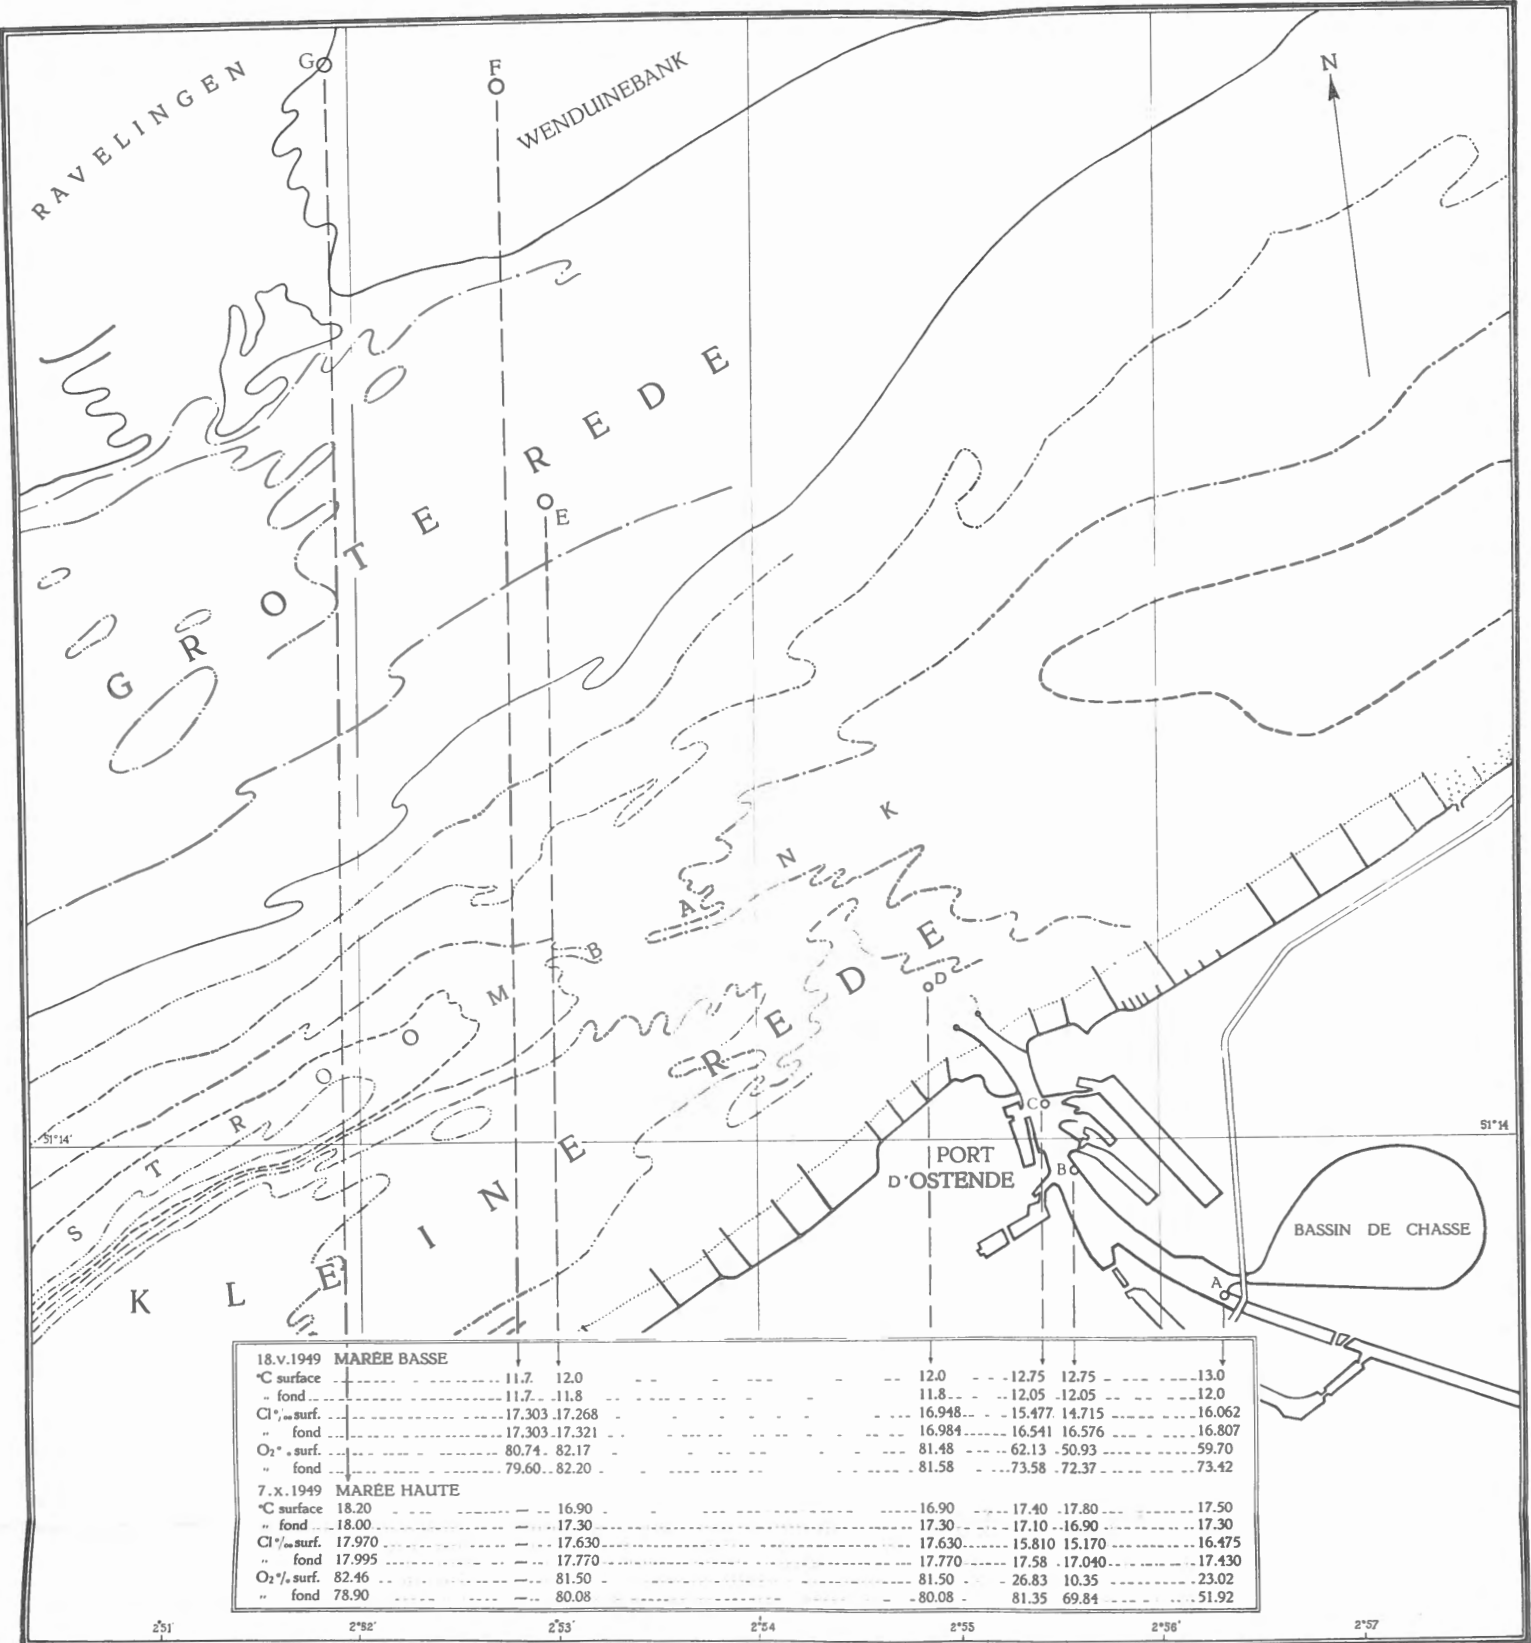 N
G
F
RAVELINGEN
WENDUINEBANK
GROTE REDE
E
STROOMBANK
KLEINE REDE
D
C
B
A
51°14'
51°14
PORT
D'OSTENDE
BASSIN DE CHASSE
18.V.1949 MARÉE BASSE
°C surface 11.7 12.0 12.0 12.75 12.75 13.0
" fond 11.7 11.8 11.8 12.05 12.05 12.0
Cl°/₀₀ surf. 17.303 17.268 16.948 15.477 14.715 16.062
" fond 17.303 17.321 16.984 16.541 16.576 16.807
O₂° surf. 80.74 82.17 81.48 62.13 50.93 59.70
" fond 79.60 82.20 81.58 73.58 72.37 73.42
7.X.1949 MARÉE HAUTE
°C surface 18.20 — 16.90 16.90 17.40 17.80 17.50
" fond 18.00 — 17.30 17.30 17.10 16.90 17.30
Cl°/₀₀ surf. 17.970 — 17.630 17.630 15.810 15.170 16.475
" fond 17.995 — 17.770 17.770 17.58 17.040 17.430
O₂°/₀ surf. 82.46 — 81.50 81.50 26.83 10.35 23.02
" fond 78.90 — 80.08 80.08 81.35 69.84 51.92
2°51' 2°52' 2°53' 2°54 2°55 2°56' 2°57